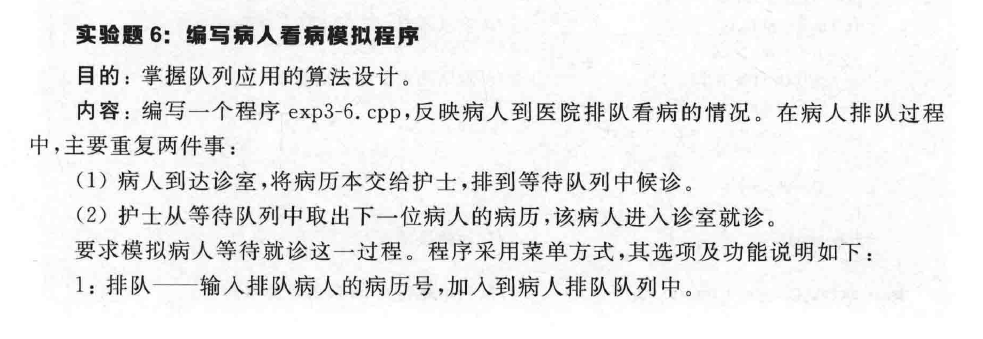 实验题 6：编写病人看病模拟程序
目的：掌握队列应用的算法设计。
内容：编写一个程序 exp3-6.cpp,反映病人到医院排队看病的情况。在病人排队过程
中,主要重复两件事：
(1) 病人到达诊室,将病历本交给护士,排到等待队列中候诊。
(2) 护士从等待队列中取出下一位病人的病历,该病人进入诊室就诊。
要求模拟病人等待就诊这一过程。程序采用菜单方式,其选项及功能说明如下：
1：排队——输入排队病人的病历号,加入到病人排队队列中。